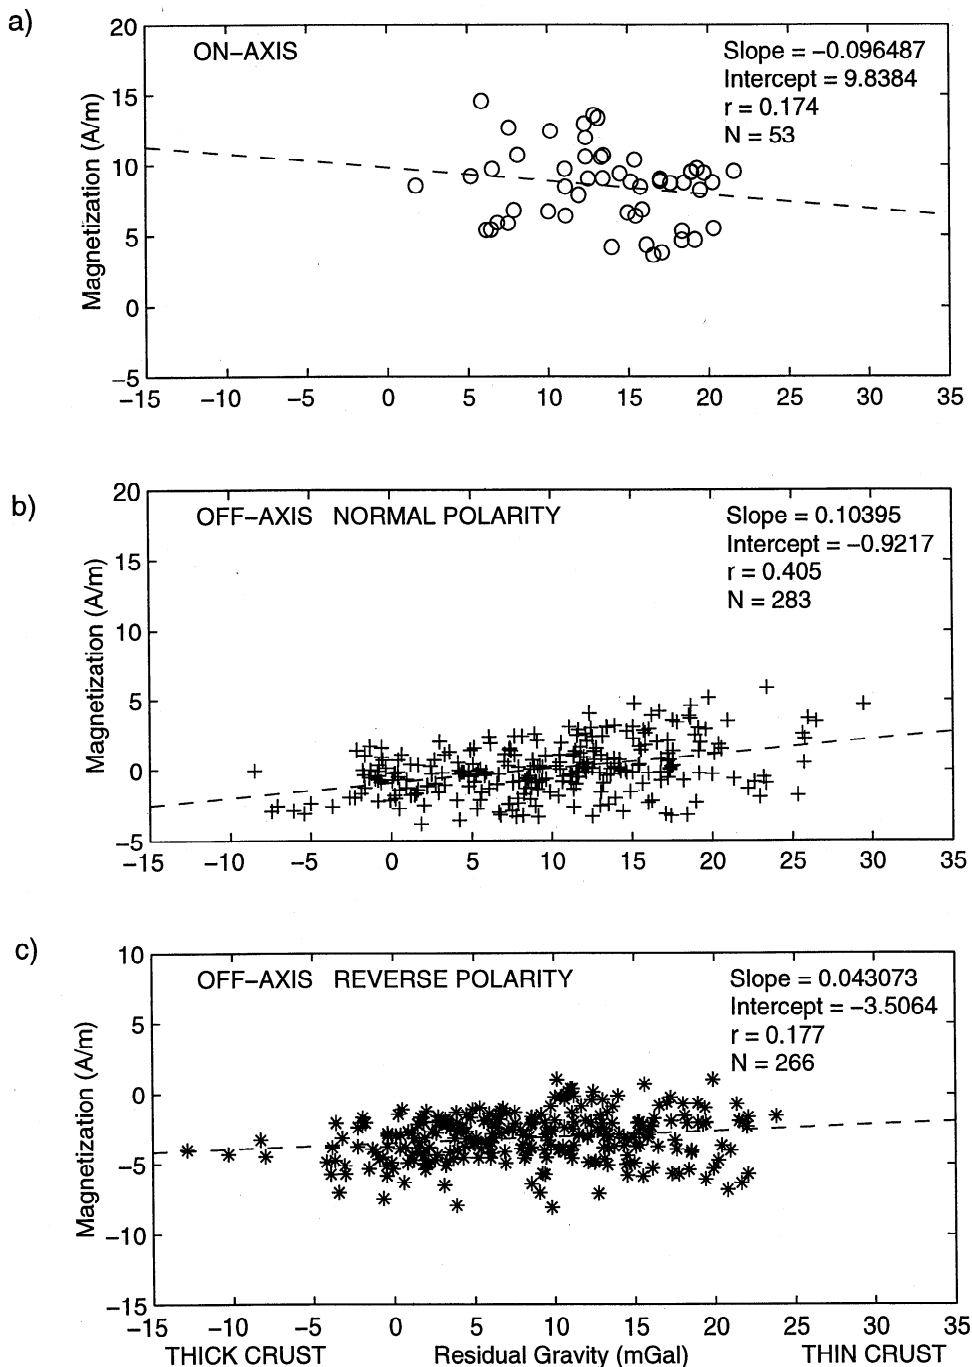 a)
ON–AXIS
Slope = –0.096487
Intercept = 9.8384
r = 0.174
N = 53
Magnetization (A/m)
20
15
10
5
0
–5
–15 –10 –5 0 5 10 15 20 25 30 35
b)
OFF–AXIS NORMAL POLARITY
Slope = 0.10395
Intercept = –0.9217
r = 0.405
N = 283
Magnetization (A/m)
20
15
10
5
0
–5
–15 –10 –5 0 5 10 15 20 25 30 35
c)
OFF–AXIS REVERSE POLARITY
Slope = 0.043073
Intercept = –3.5064
r = 0.177
N = 266
Magnetization (A/m)
10
5
0
–5
–10
–15
–15 –10 –5 0 5 10 15 20 25 30 35
THICK CRUST Residual Gravity (mGal) THIN CRUST